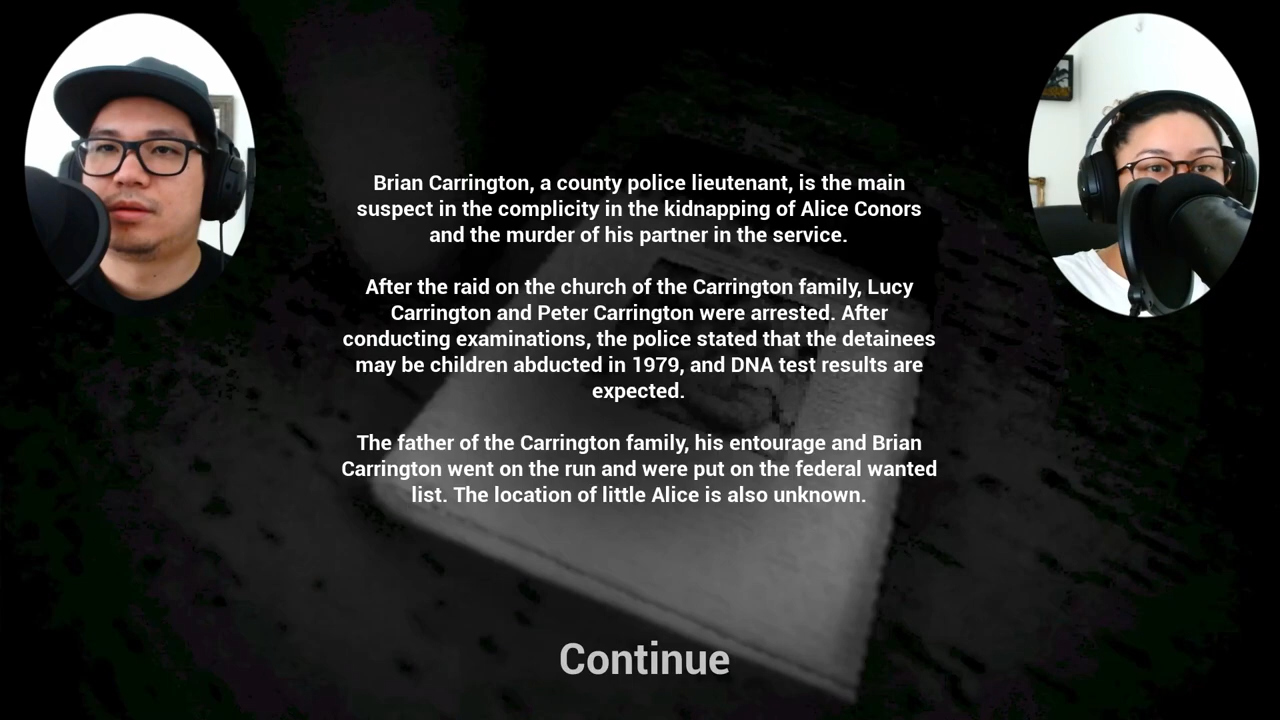 Brian Carrington, a county police lieutenant, is the main
suspect in the complicity in the kidnapping of Alice Conors
and the murder of his partner in the service.
After the raid on the church of the Carrington family, Lucy
Carrington and Peter Carrington were arrested. After
conducting examinations, the police stated that the detainees
may be children abducted in 1979, and DNA test results are
expected.
The father of the Carrington family, his entourage and Brian
Carrington went on the run and were put on the federal wanted
list. The location of little Alice is also unknown.
Continue